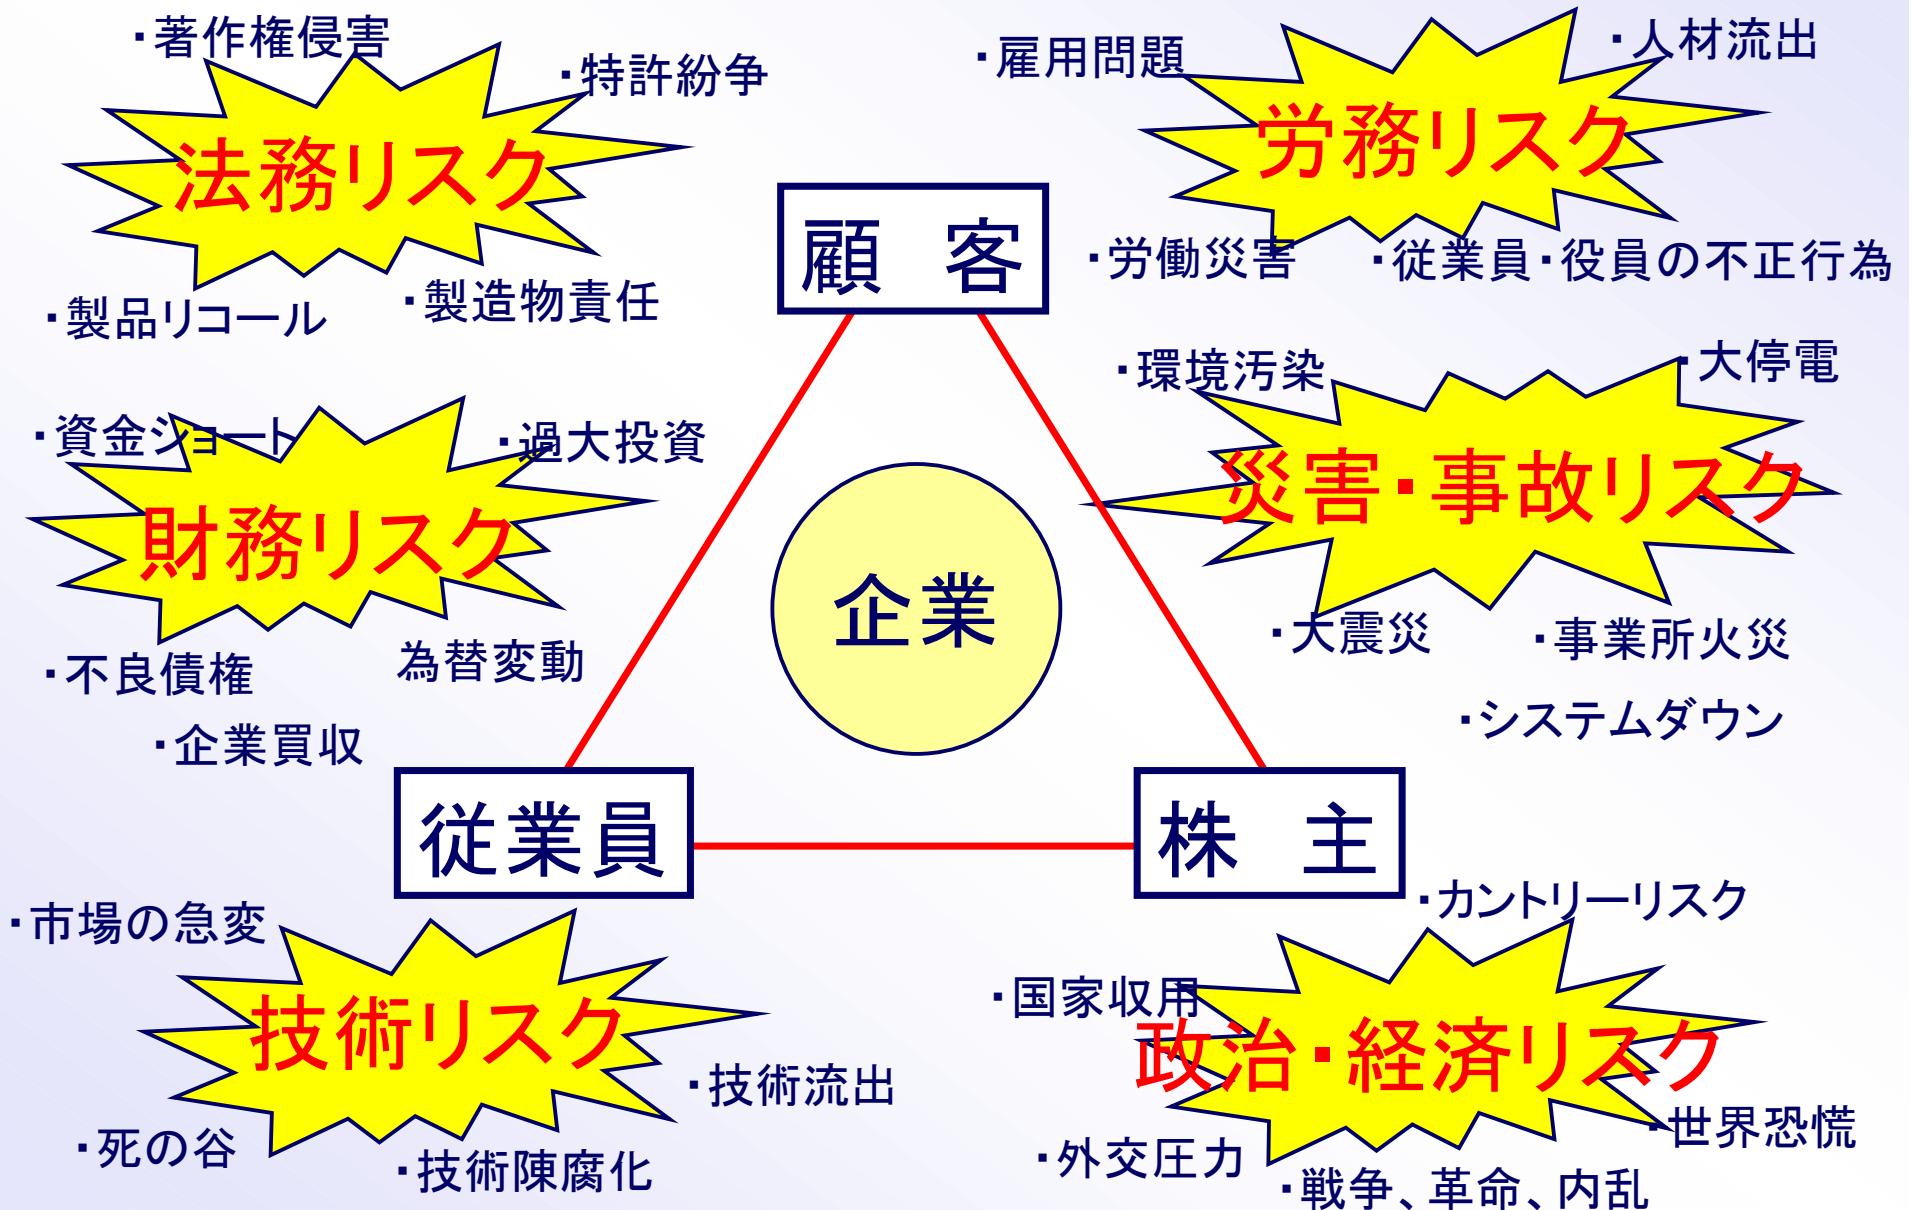 ・著作権侵害
・特許紛争
法務リスク
・製品リコール
・製造物責任
・雇用問題
・人材流出
労務リスク
・労働災害
・従業員・役員の不正行為
顧　客
・資金ショート
・過大投資
財務リスク
・不良債権
為替変動
・企業買収
企業
・環境汚染
・大停電
災害・事故リスク
・大震災
・事業所火災
・システムダウン
従業員
株　主
・市場の急変
技術リスク
・技術流出
・死の谷
・技術陳腐化
・カントリーリスク
・国家収用
政治・経済リスク
・世界恐慌
・外交圧力
・戦争、革命、内乱